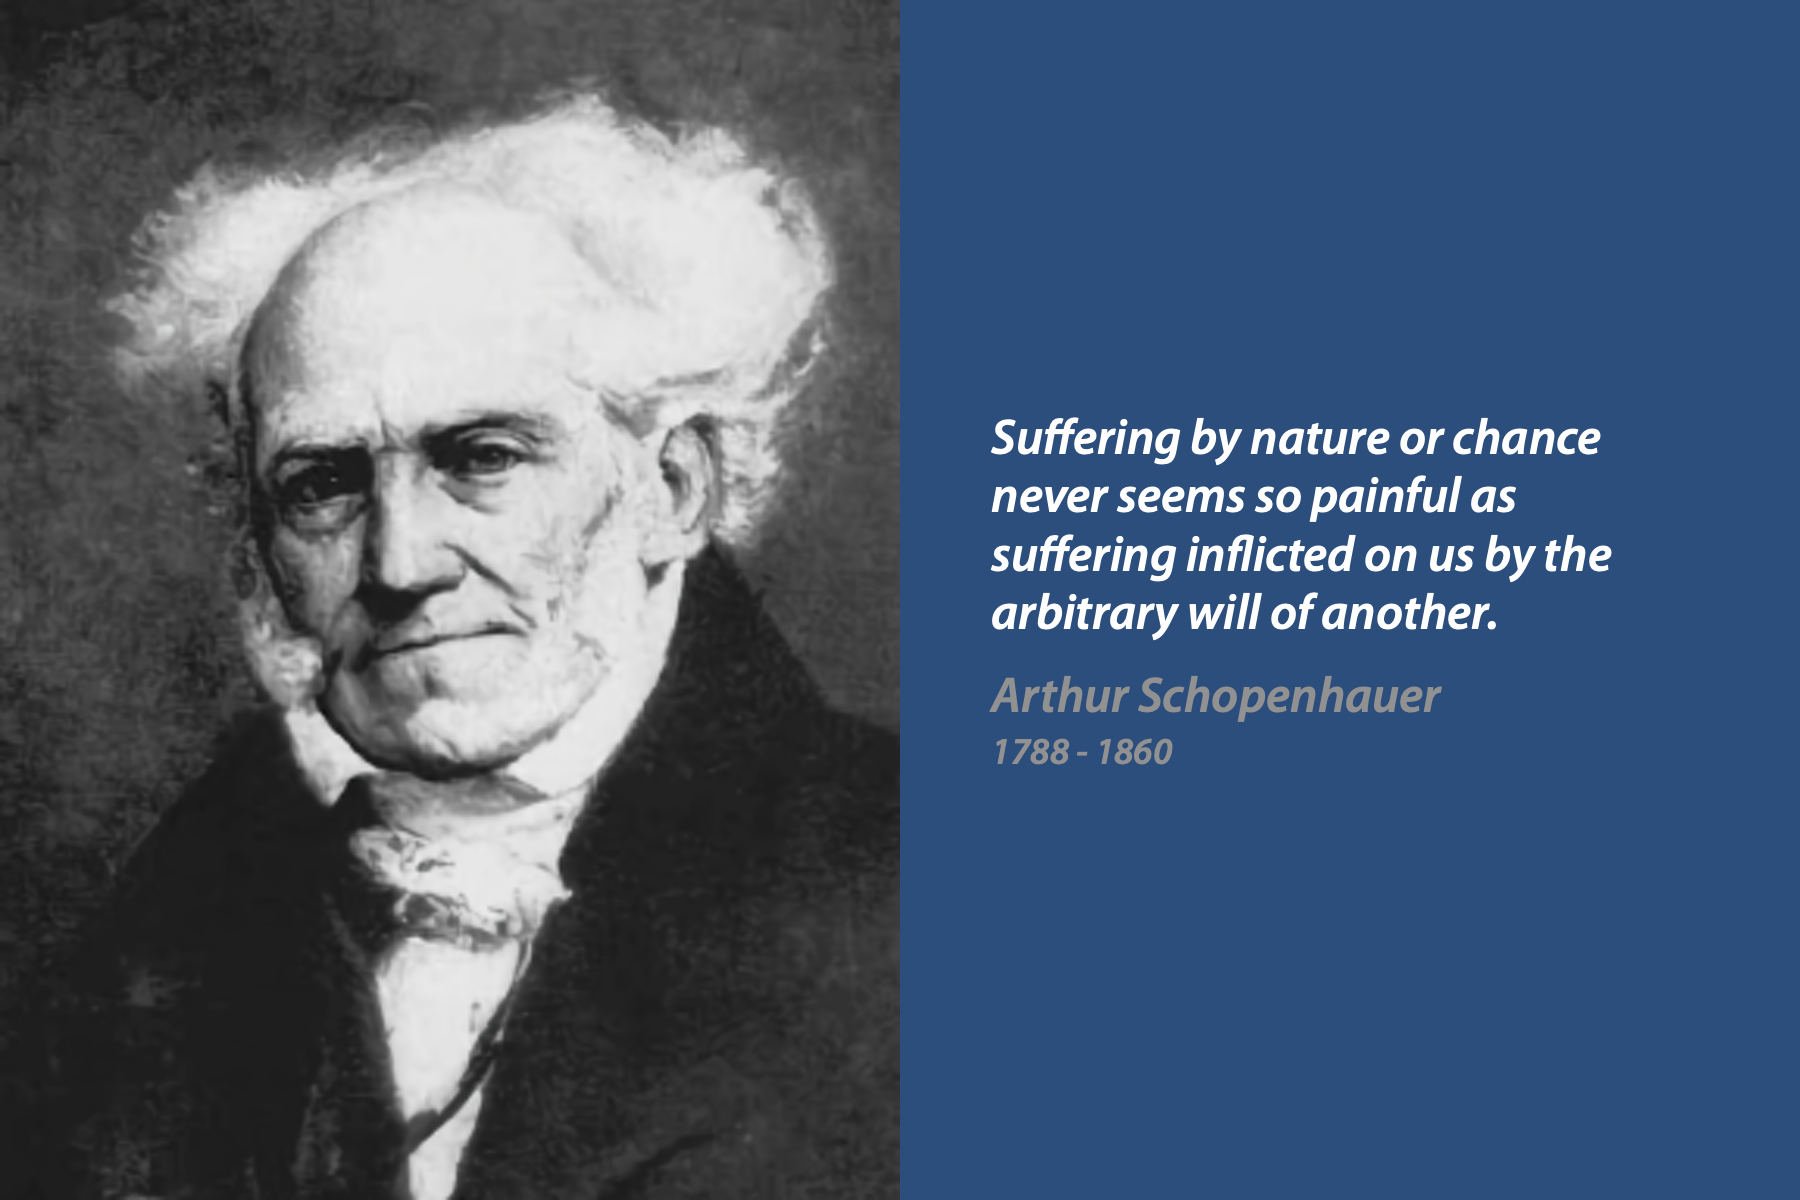 Suffering by nature or chance
never seems so painful as
suffering inflicted on us by the
arbitrary will of another.
Arthur Schopenhauer
1788 - 1860